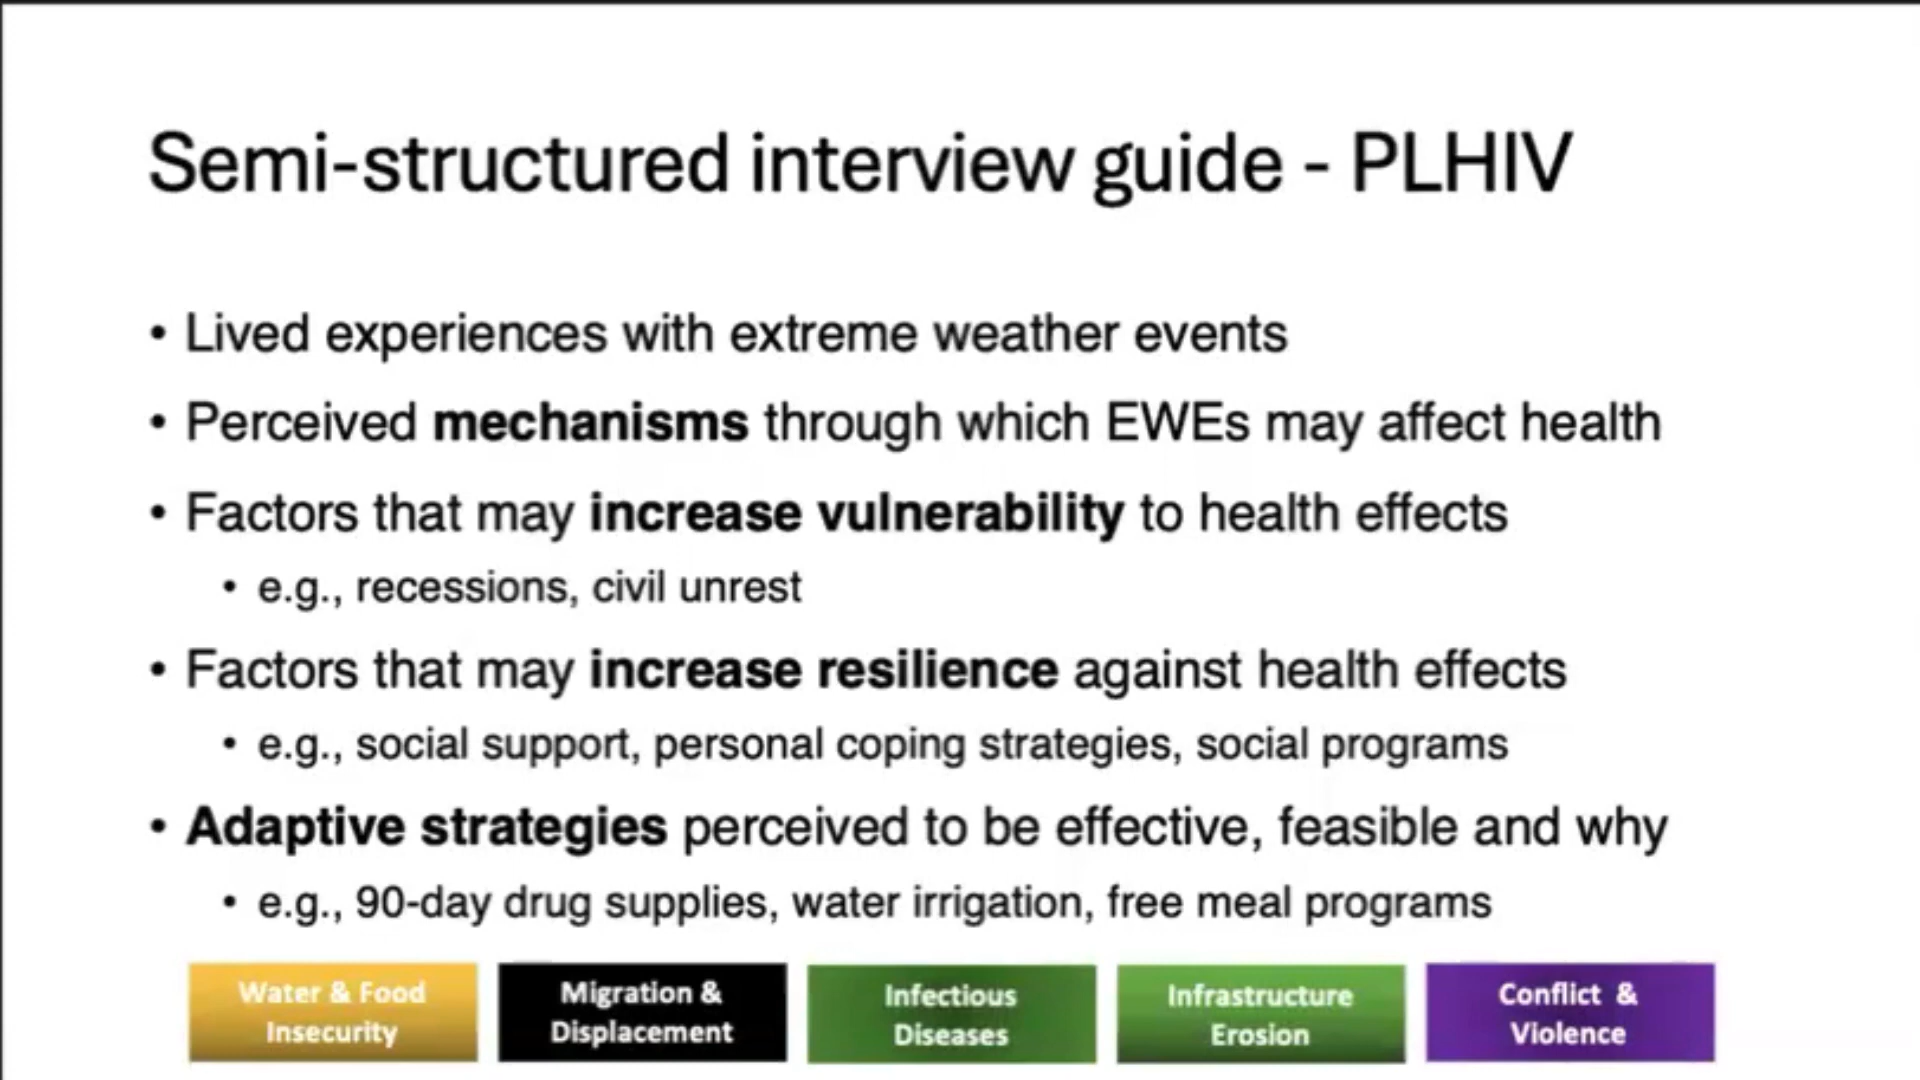 Semi-structured interview guide - PLHIV
• Lived experiences with extreme weather events
• Perceived mechanisms through which EWEs may affect health
• Factors that may increase vulnerability to health effects
• e.g., recessions, civil unrest
• Factors that may increase resilience against health effects
• e.g., social support, personal coping strategies, social programs
• Adaptive strategies perceived to be effective, feasible and why
• e.g., 90-day drug supplies, water irrigation, free meal programs
Water & Food
Insecurity
Migration &
Displacement
Infectious
Diseases
Infrastructure
Erosion
Conflict &
Violence